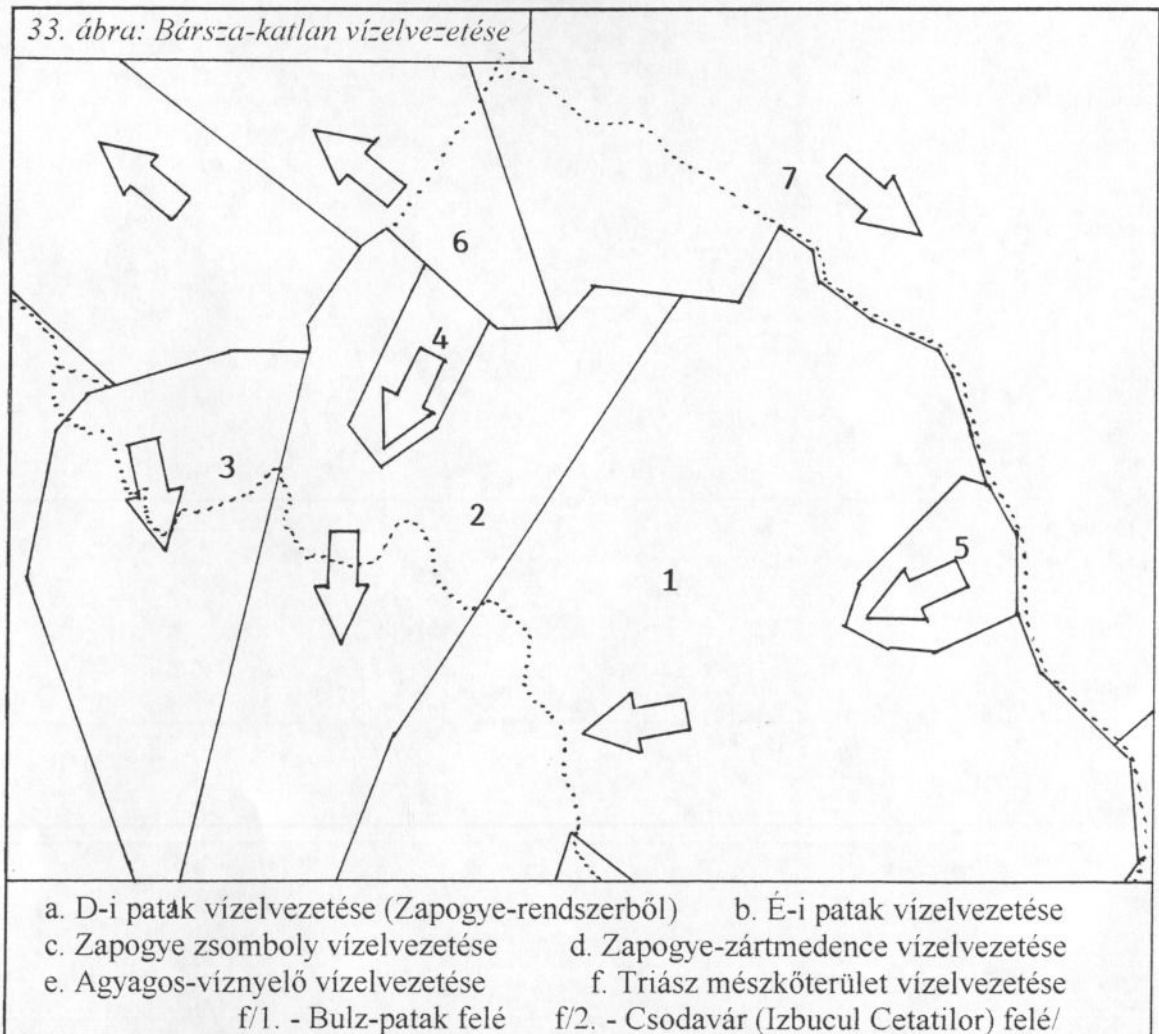 33. ábra: Bársza-katlan vízelvezetése
7
6
4
3
2
1
5
a. D-i patak vízelvezetése (Zapogye-rendszerből) b. É-i patak vízelvezetése
c. Zapogye zsomboly vízelvezetése d. Zapogye-zártmedence vízelvezetése
e. Agyagos-víznyelő vízelvezetése f. Triász mészkőterület vízelvezetése
f/1. - Bulz-patak felé f/2. - Csodavár (Izbucul Cetatilor) felé/